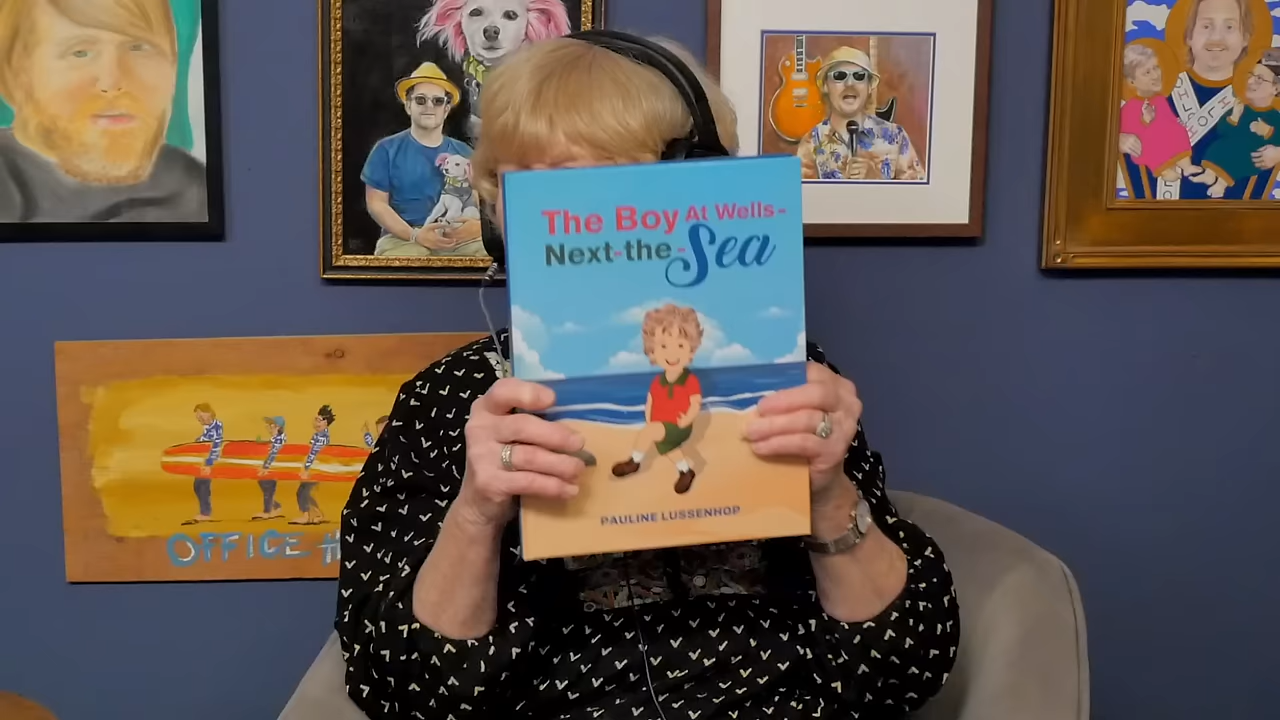 The Boy At Wells-
Next-the-Sea
PAULINE LUSSENHOP
OFFICE